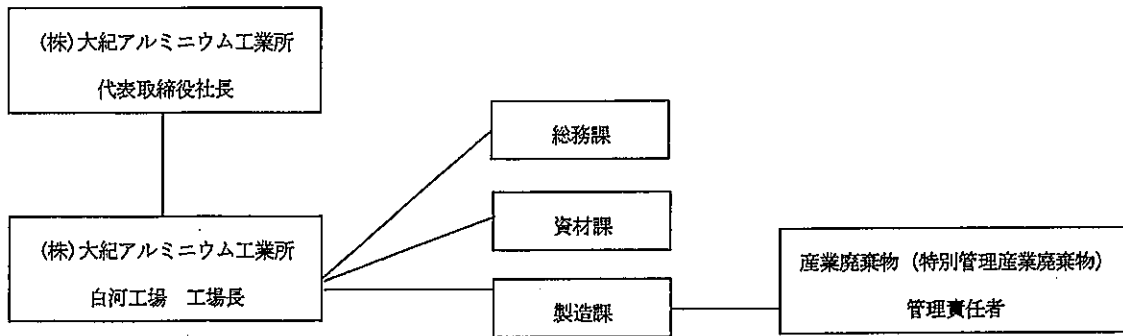 (株)大紀アルミニウム工業所
代表取締役社長
総務課
資材課
(株)大紀アルミニウム工業所
白河工場　工場長
製造課
産業廃棄物（特別管理産業廃棄物）
管理責任者